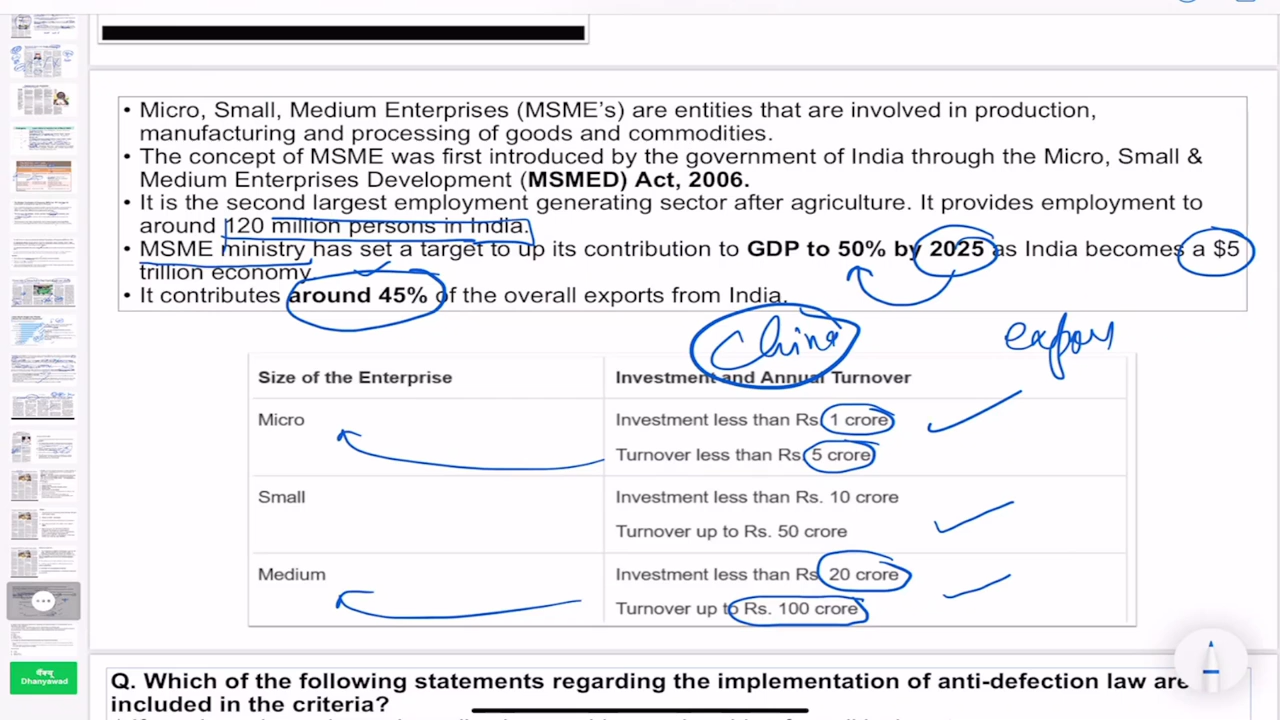 • Micro, Small, Medium Enterpries (MSME's) are entities that are involved in production,
manufacturing and processing of goods and commodities.
• The concept of MSME was first introduced by the government of India through the Micro, Small &
Medium Enterprises Development (MSMED) Act, 2006.
• It is the second largest employment generating sector after agriculture. It provides employment to
around 120 million persons in India.
• MSME ministry has set a target to up its contribution to GDP to 50% by 2025 as India becomes a $5
trillion economy
• It contributes around 45% of the overall exports from India.
China
expor
Size of the Enterprise Investment and Annual Turnover
Micro Investment less than Rs. 1 crore
Turnover less than Rs. 5 crore
Small Investment less than Rs. 10 crore
Turnover up to Rs. 50 crore
Medium Investment less than Rs. 20 crore
Turnover up to Rs. 100 crore
धन्यवाद
Dhanyawad
Q. Which of the following statements regarding the implementation of anti-defection law are
included in the criteria?